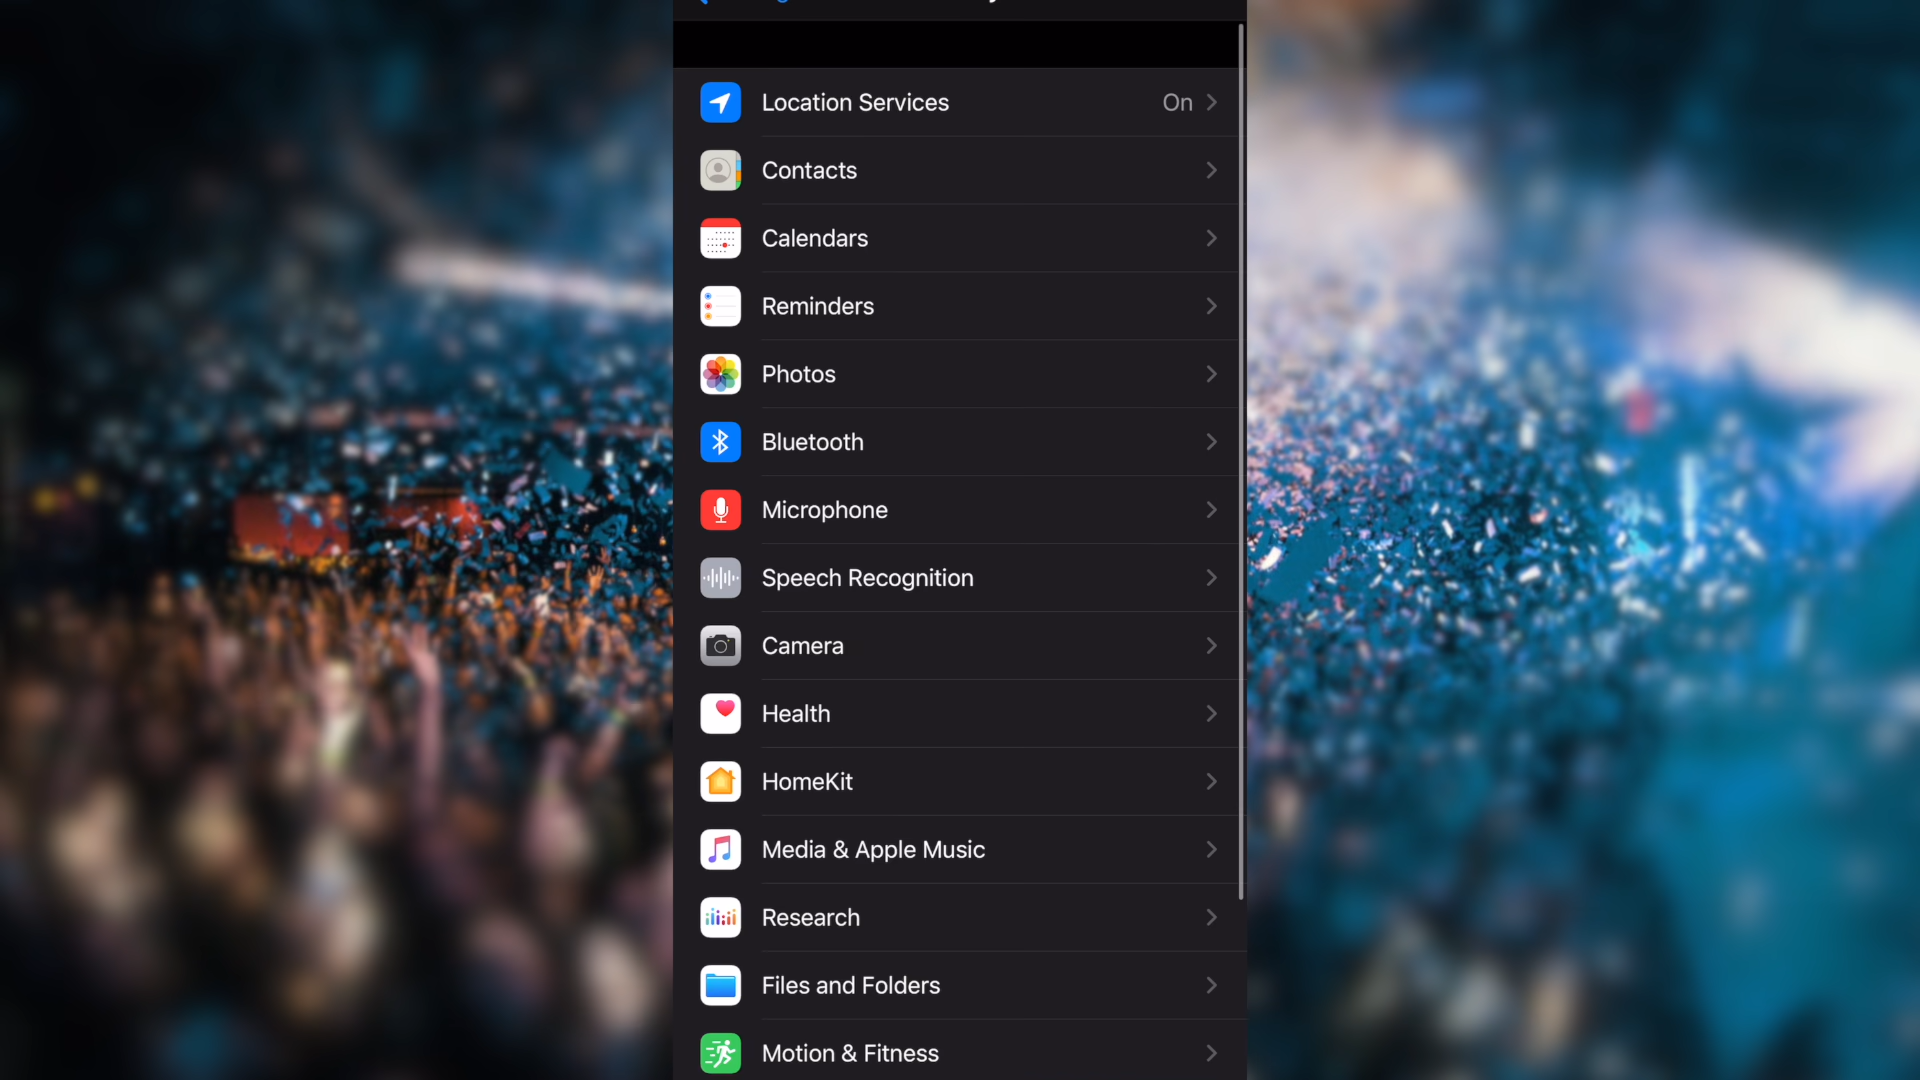 Location Services On
Contacts
Calendars
Reminders
Photos
Bluetooth
Microphone
Speech Recognition
Camera
Health
HomeKit
Media & Apple Music
Research
Files and Folders
Motion & Fitness